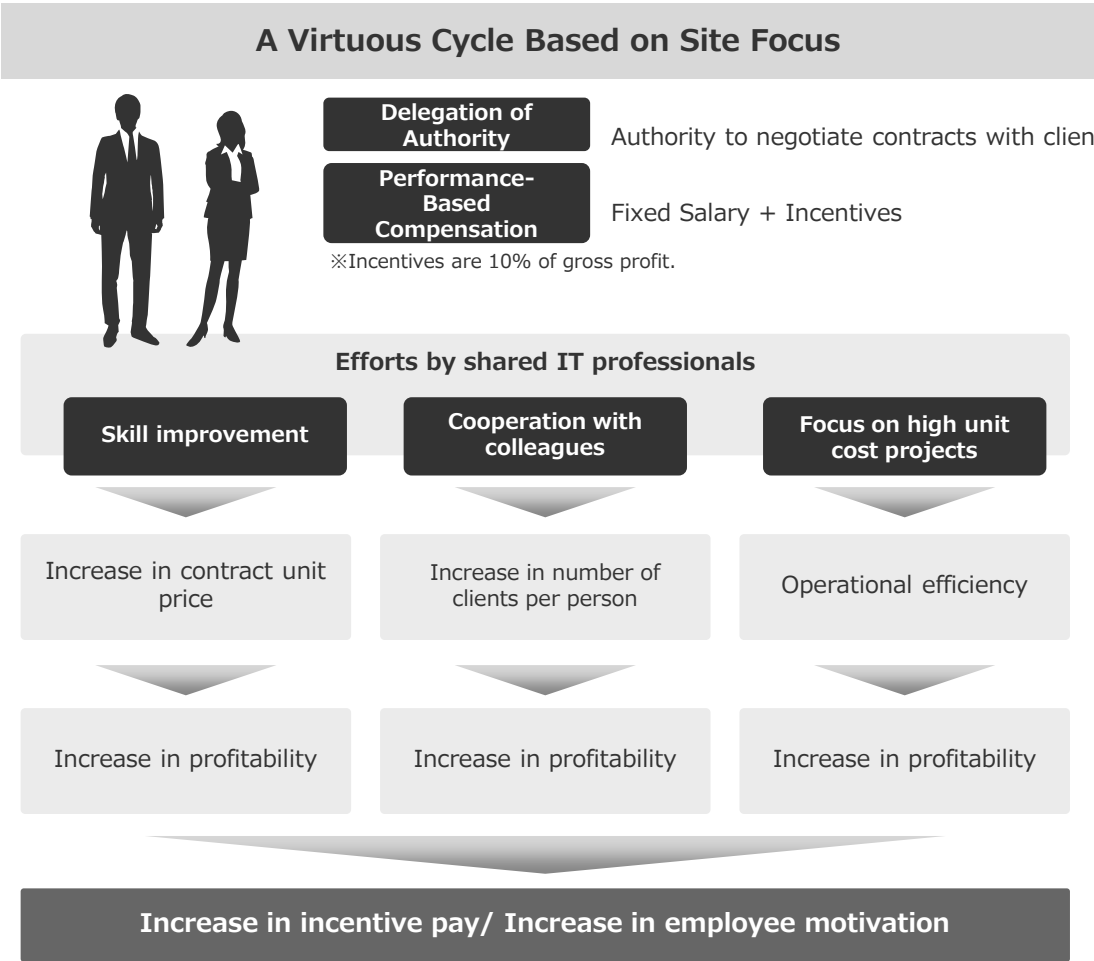 A Virtuous Cycle Based on Site Focus
Delegation of
Authority
Authority to negotiate contracts with clien
Performance-
Based
Compensation
Fixed Salary + Incentives
※Incentives are 10% of gross profit.
Efforts by shared IT professionals
Skill improvement
Cooperation with
colleagues
Focus on high unit
cost projects
Increase in contract unit
price
Increase in number of
clients per person
Operational efficiency
Increase in profitability
Increase in profitability
Increase in profitability
Increase in incentive pay/ Increase in employee motivation